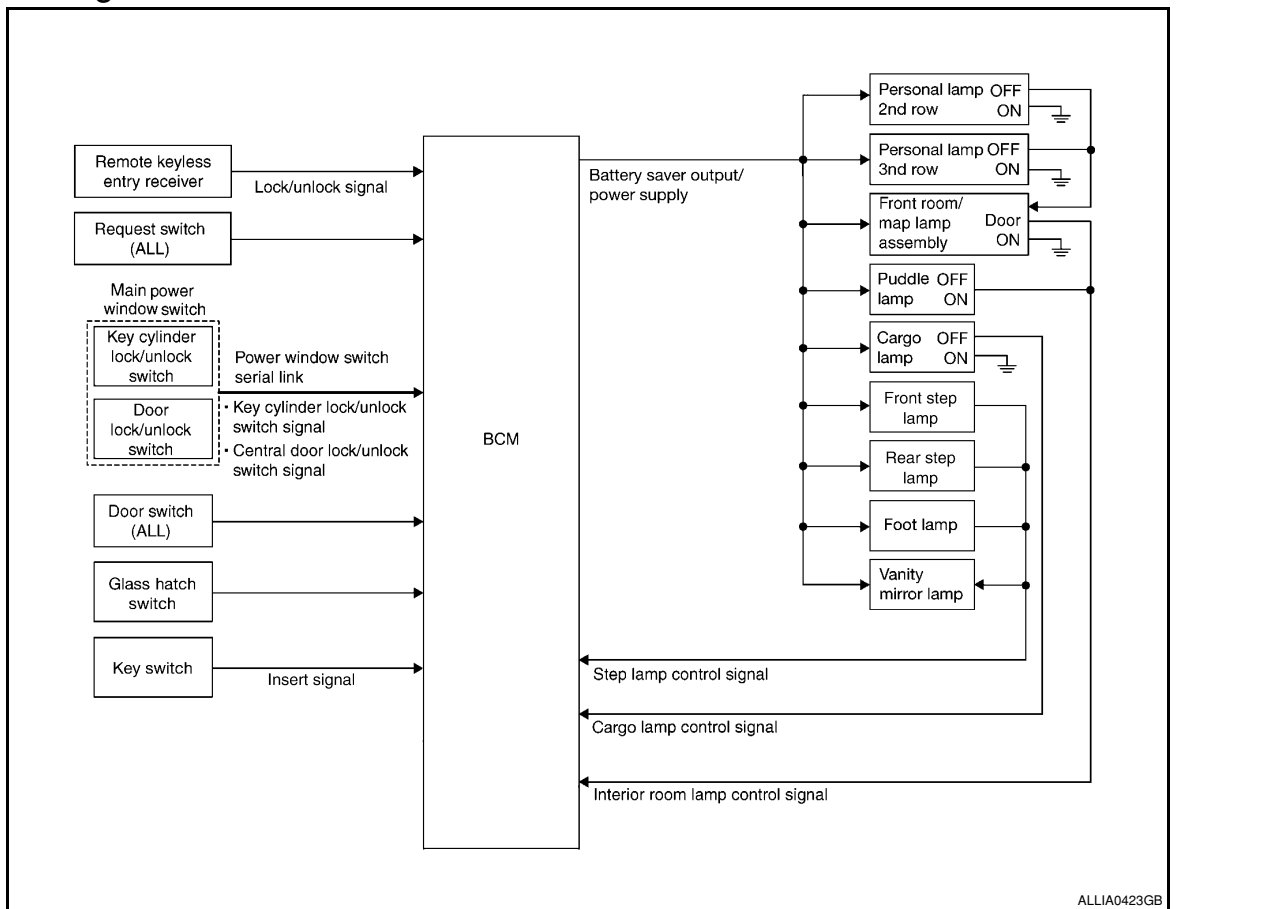 Remote keyless
entry receiver
Lock/unlock signal
Request switch
(ALL)
Main power
window switch
Key cylinder
lock/unlock
switch
Door
lock/unlock
switch
Power window switch
serial link
· Key cylinder lock/unlock
switch signal
· Central door lock/unlock
switch signal
Door switch
(ALL)
Glass hatch
switch
Key switch
Insert signal
BCM
Battery saver output/
power supply
Personal lamp OFF
2nd row ON
Personal lamp OFF
3nd row ON
Front room/
map lamp Door
assembly ON
Puddle OFF
lamp ON
Cargo OFF
lamp ON
Front step
lamp
Rear step
lamp
Foot lamp
Vanity
mirror lamp
Step lamp control signal
Cargo lamp control signal
Interior room lamp control signal
ALLIA0423GB